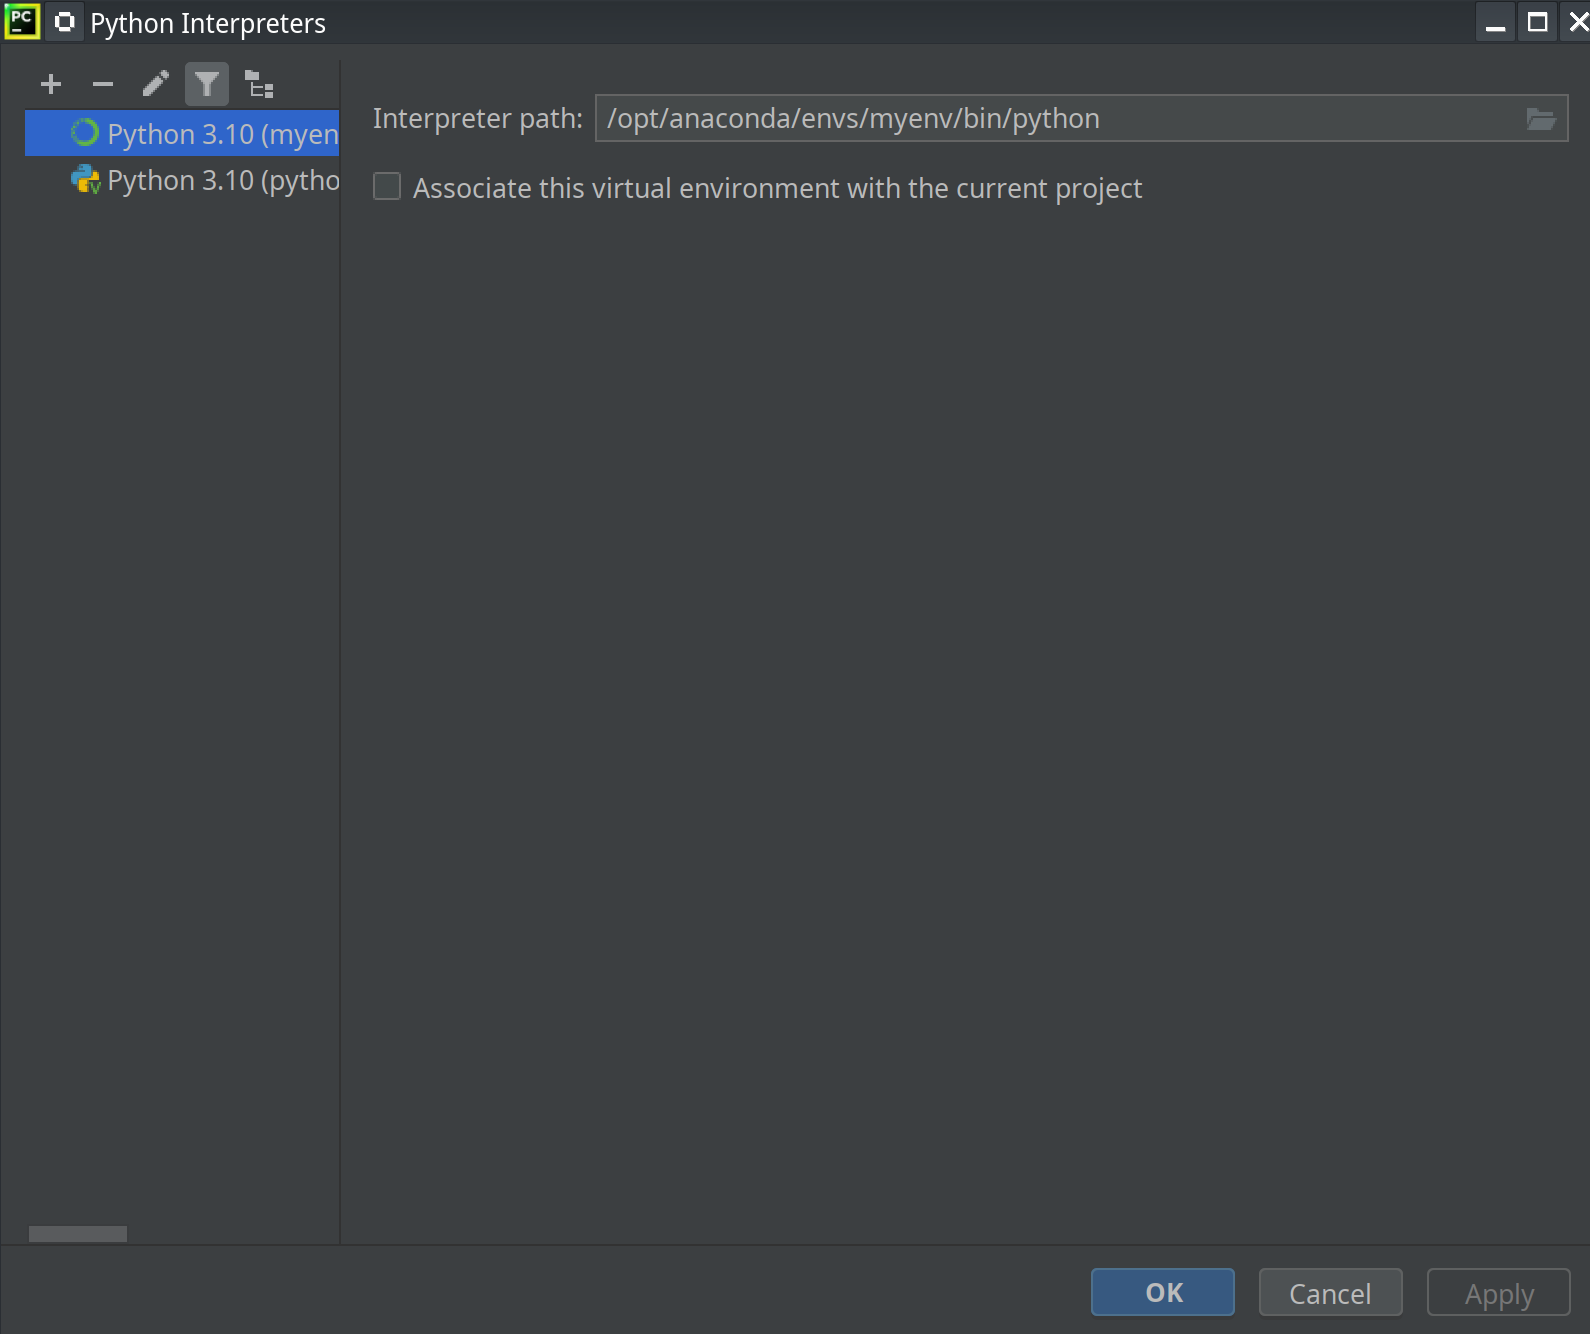 PC
Python Interpreters
Python 3.10 (myen
Python 3.10 (pytho
Interpreter path: /opt/anaconda/envs/myenv/bin/python
Associate this virtual environment with the current project
OK Cancel Apply